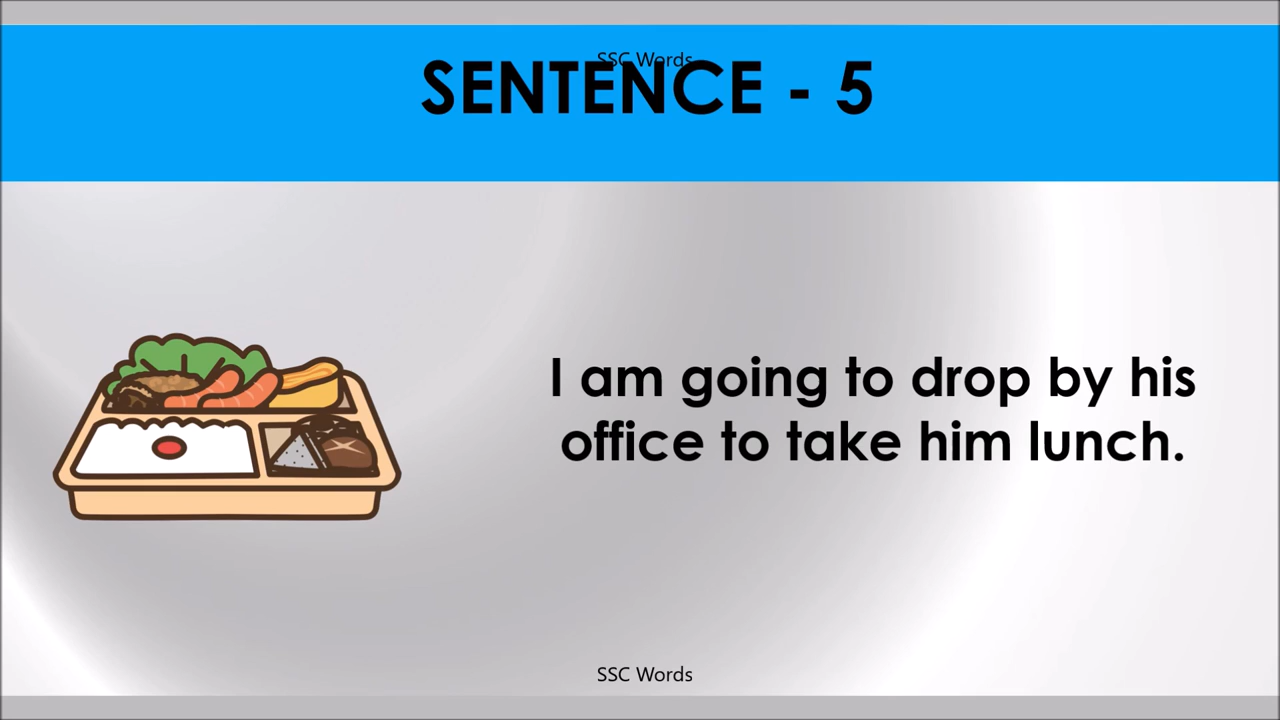 SSC Words
SENTENCE - 5
I am going to drop by his
office to take him lunch.
SSC Words